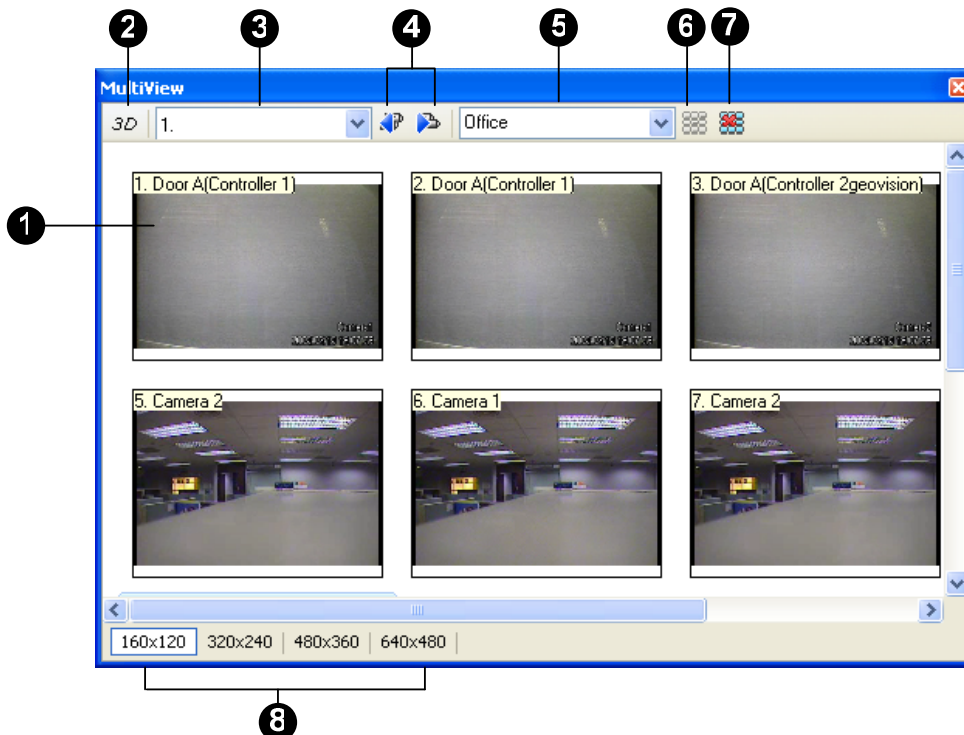 2 3 4 5 6 7
MultiView
3D 1. Office
1
1. Door A(Controller 1) 2. Door A(Controller 1) 3. Door A(Controller 2geovision)
5. Camera 2 6. Camera 1 7. Camera 2
160x120 320x240 480x360 640x480
8